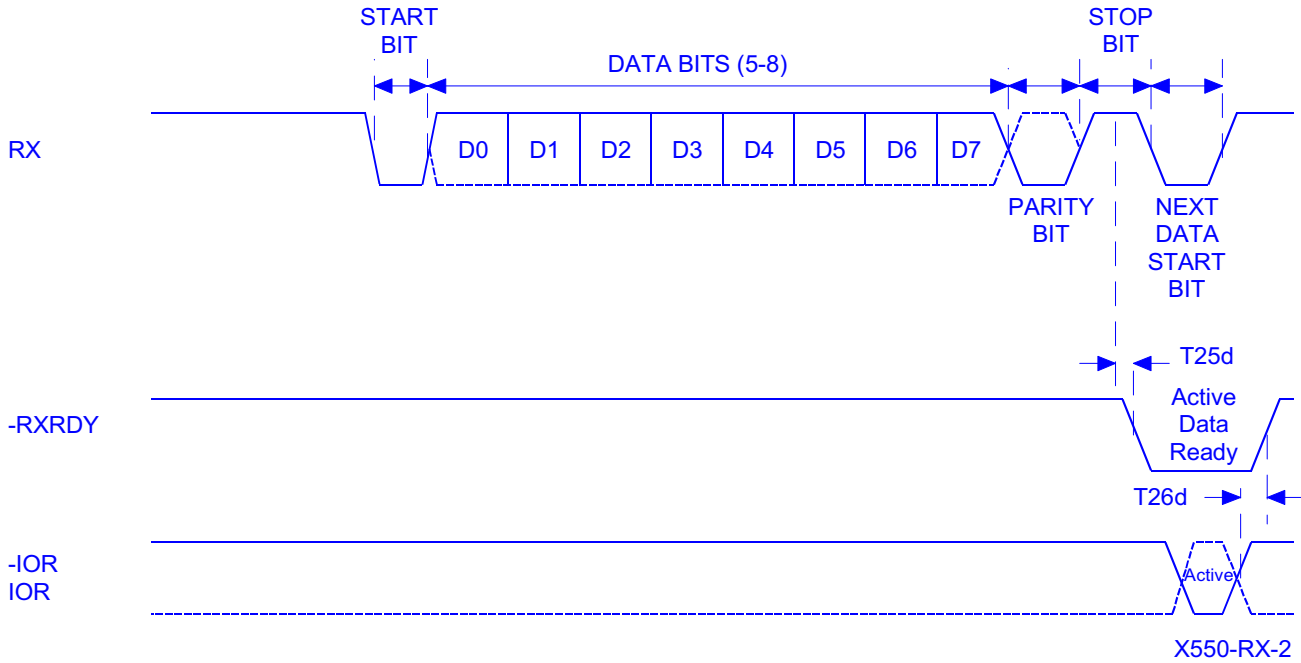 START
BIT
STOP
BIT
DATA BITS (5-8)
RX
D0 D1 D2 D3 D4 D5 D6 D7
PARITY
BIT
NEXT
DATA
START
BIT
T25d
-RXRDY
Active
Data
Ready
T26d
-IOR
IOR
Active
X550-RX-2